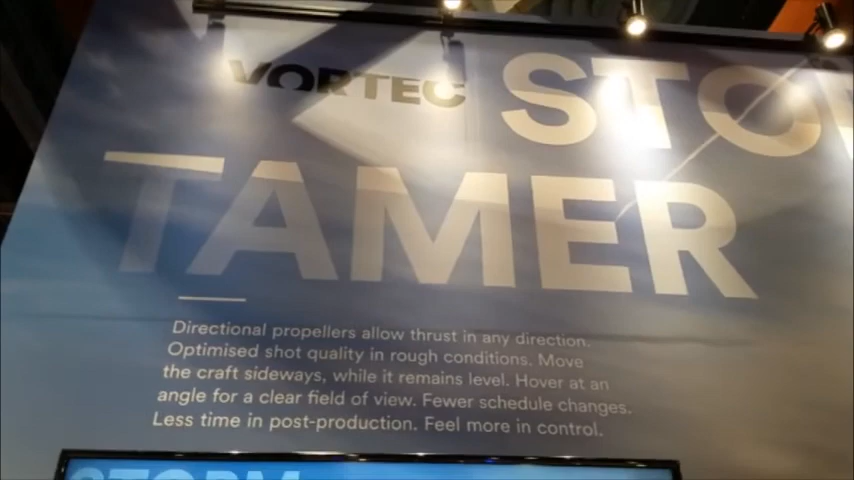 VORTEC STO
TAMER
Directional propellers allow thrust in any direction.
Optimised shot quality in rough conditions. Move
the craft sideways, while it remains level. Hover at an
angle for a clear field of view. Fewer schedule changes.
Less time in post-production. Feel more in control.
STORM